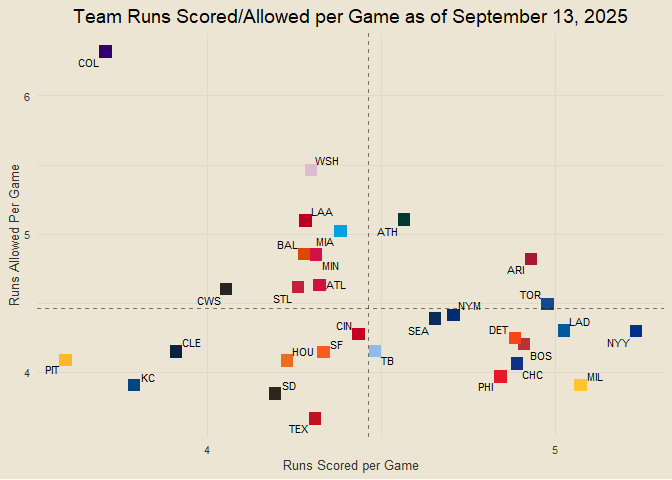 Team Runs Scored/Allowed per Game as of September 13, 2025
COL
6
WSH
LAA
5
ATH
MIA
BAL
MIN
ARI
ATL
STL
CWS
TOR
NYM
SEA
CIN
LAD
DET
NYY
CLE
SF
HOU
BOS
TB
PIT
KC
CHC
4
PHI
MIL
SD
TEX
Runs Allowed Per Game
4
5
Runs Scored per Game